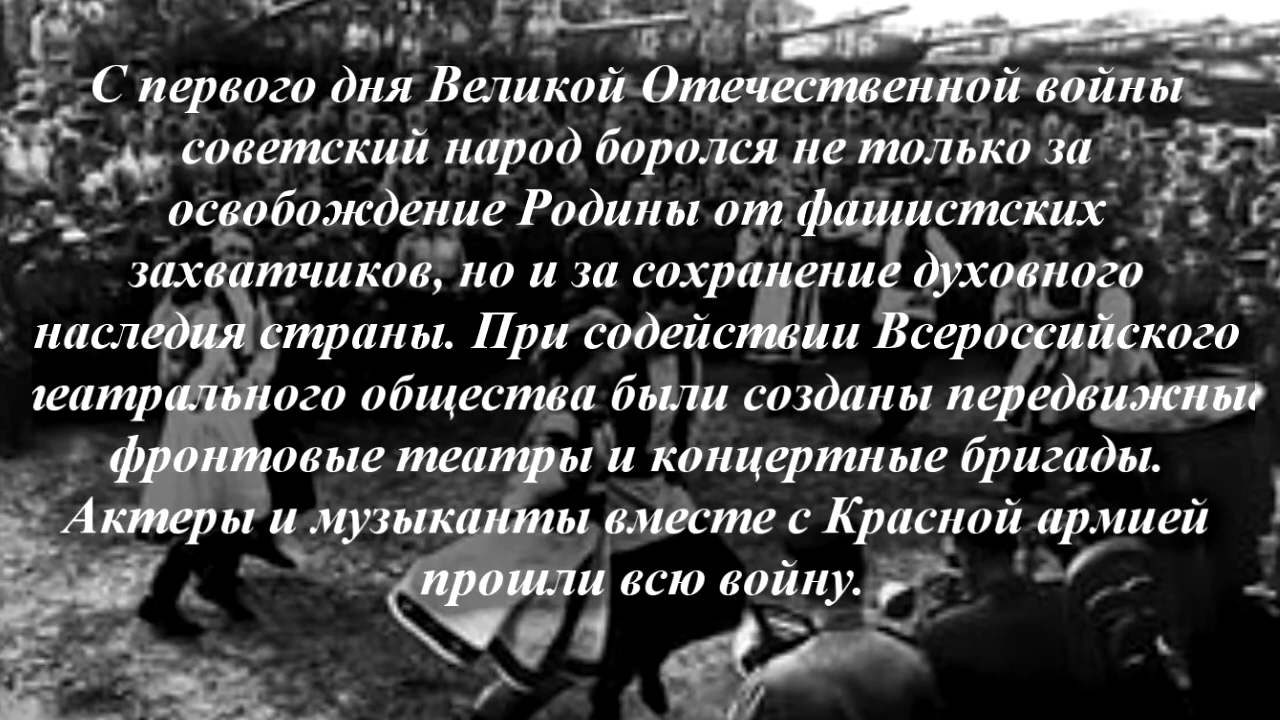 С первого дня Великой Отечественной войны
советский народ боролся не только за
освобождение Родины от фашистских
захватчиков, но и за сохранение духовного
наследия страны. При содействии Всероссийского
театрального общества были созданы передвижные
фронтовые театры и концертные бригады.
Актеры и музыканты вместе с Красной армией
прошли всю войну.